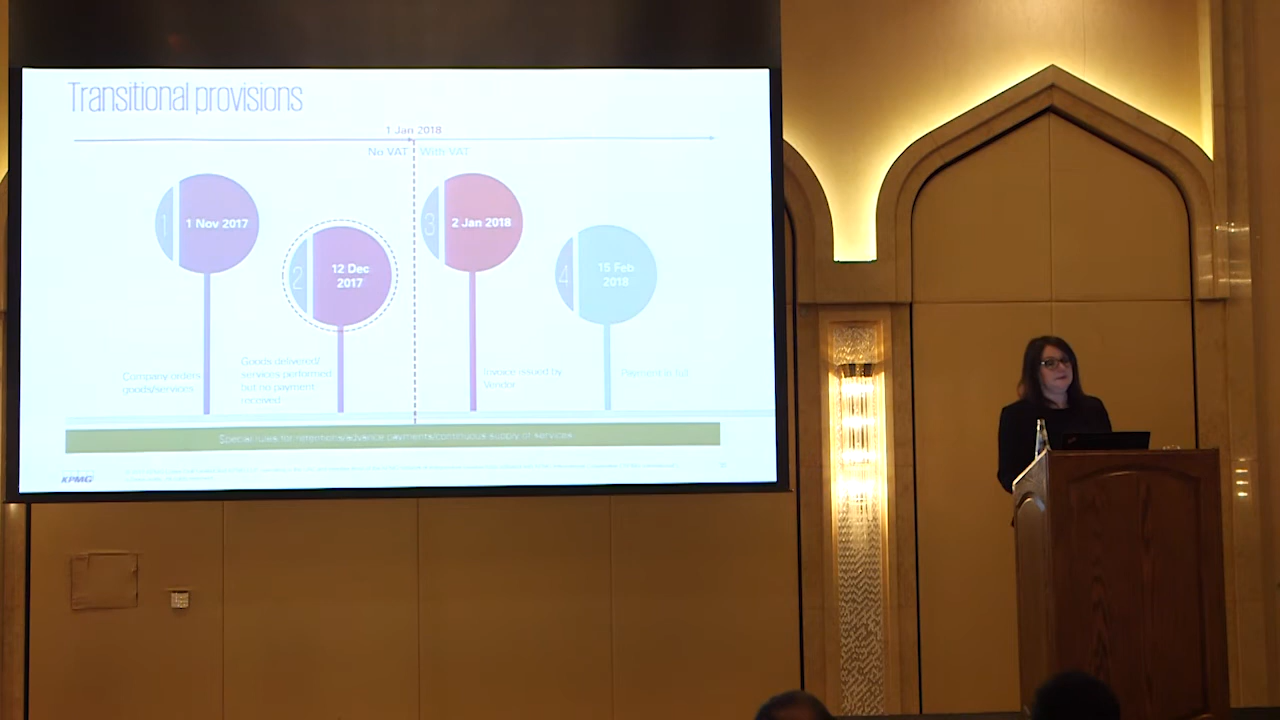 Transitional provisions
1 Jan 2018
No VAT
With VAT
1
1 Nov 2017
2
12 Dec
2017
3
2 Jan 2018
4
15 Feb
2018
Company orders
goods/services
Goods delivered/
services performed
but no payment
received
Invoice issued by
Vendor
Payment in full
Special rules for retentions/advance payments/continuous supply of services
KPMG